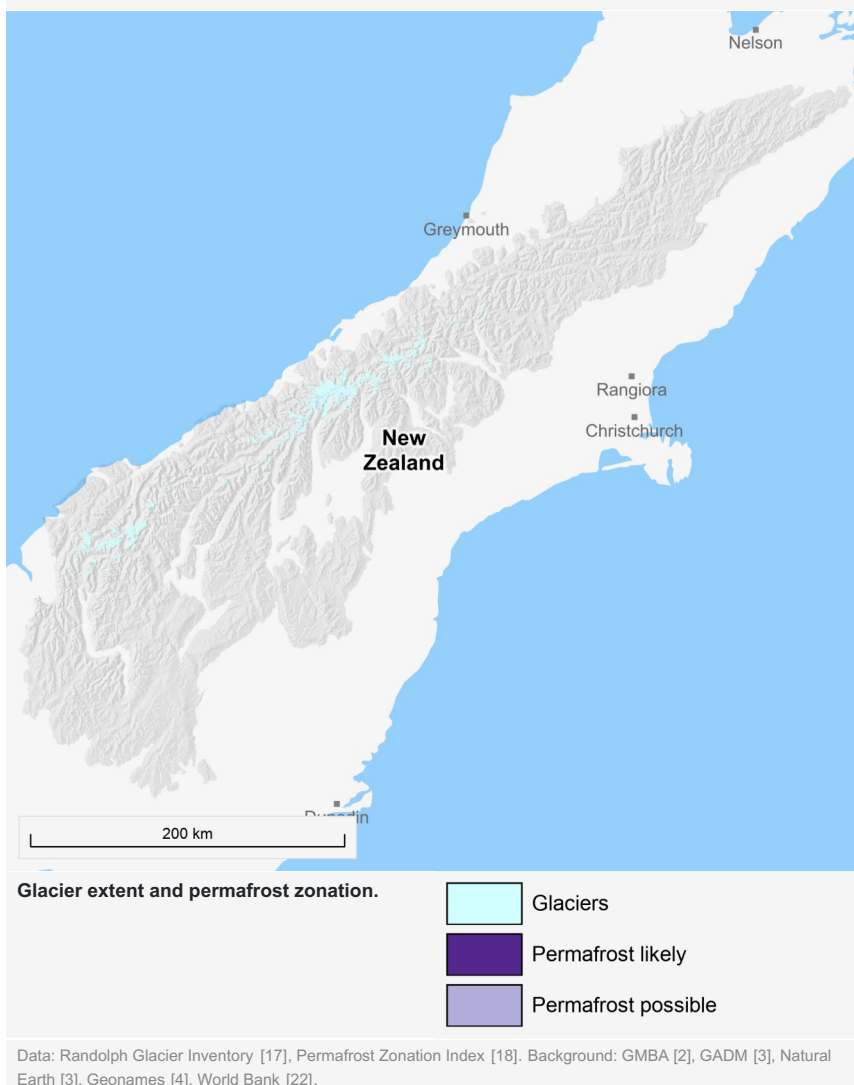 Nelson
Greymouth
Rangiora
Christchurch
New
Zealand
Dunedin
200 km
Glacier extent and permafrost zonation.
Glaciers
Permafrost likely
Permafrost possible
Data: Randolph Glacier Inventory [17], Permafrost Zonation Index [18]. Background: GMBA [2], GADM [3], Natural
Earth [3], Geonames [4], World Bank [22].